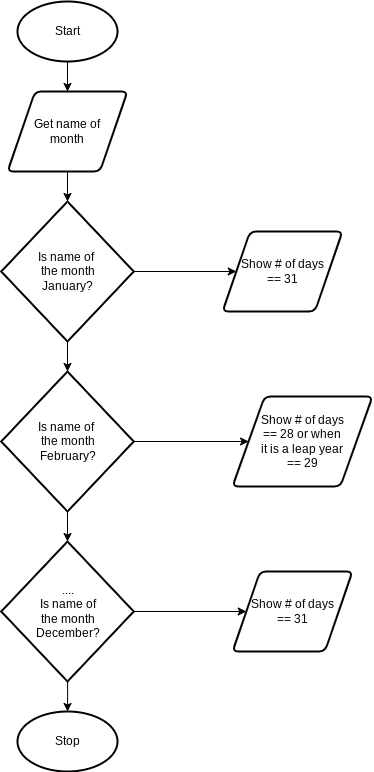 Start
Get name of
month
Is name of
the month
January?
Show # of days
== 31
Is name of
the month
February?
Show # of days
== 28 or when
it is a leap year
== 29
....
Is name of
the month
December?
Show # of days
== 31
Stop